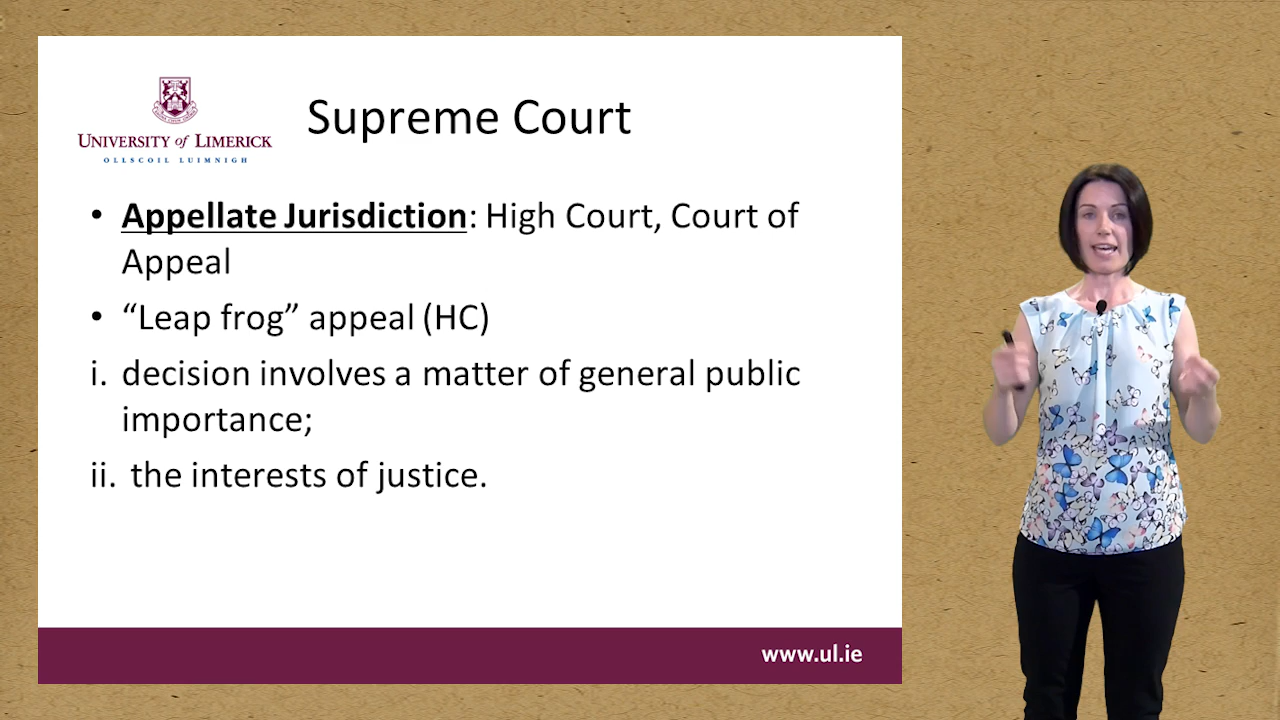 UNIVERSITY of LIMERICK
OLLSCOIL LUIMNIGH
Supreme Court
• Appellate Jurisdiction: High Court, Court of
Appeal
• “Leap frog” appeal (HC)
i. decision involves a matter of general public
importance;
ii. the interests of justice.
www.ul.ie